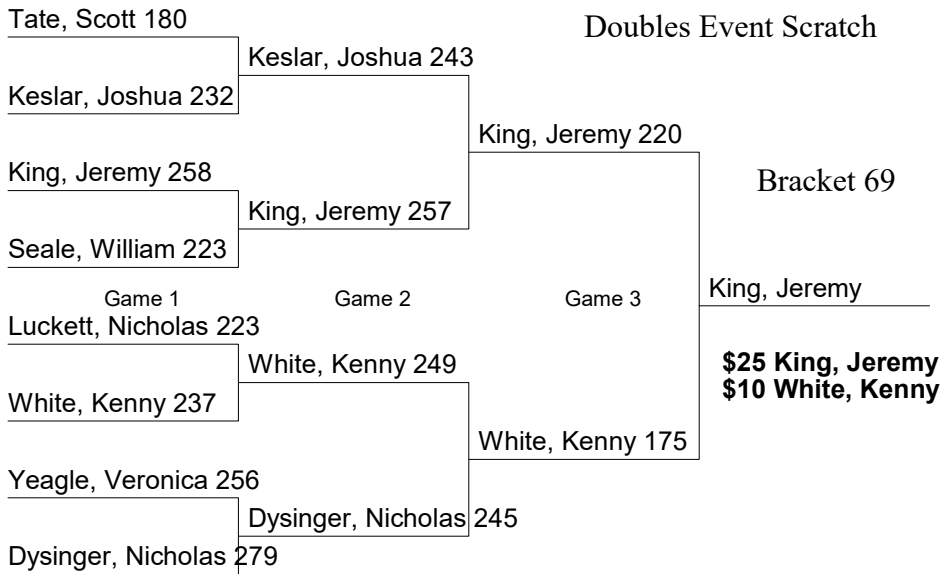 Tate, Scott 180
Doubles Event Scratch
Keslar, Joshua 243
Keslar, Joshua 232
King, Jeremy 220
King, Jeremy 258
Bracket 69
King, Jeremy 257
Seale, William 223
Game 1
Game 2
Game 3
King, Jeremy
Luckett, Nicholas 223
White, Kenny 249
$25 King, Jeremy
$10 White, Kenny
White, Kenny 237
White, Kenny 175
Yeagle, Veronica 256
Dysinger, Nicholas 245
Dysinger, Nicholas 279